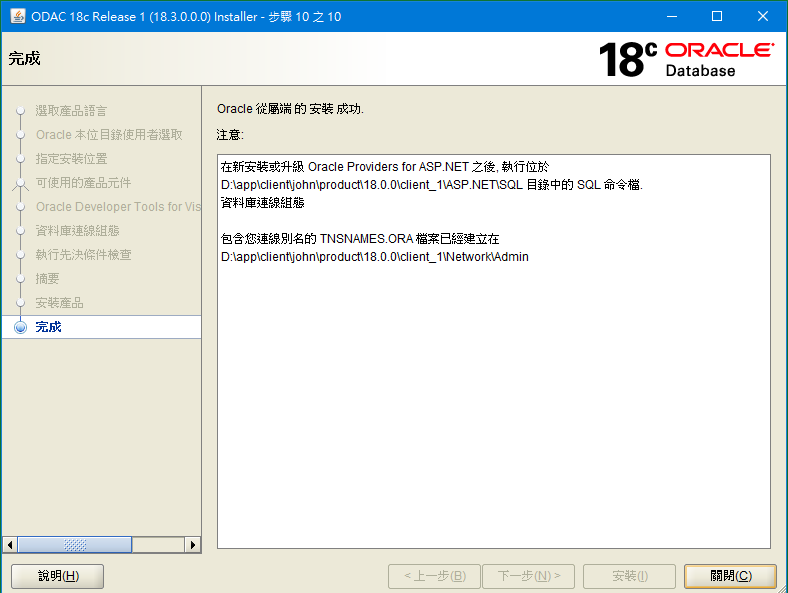 ODAC 18c Release 1 (18.3.0.0.0) Installer - 步驟 10 之 10
完成
18c ORACLE
Database
選取產品語言
Oracle 本位目錄使用者選取
指定安裝位置
可使用的產品元件
Oracle Developer Tools for Vis
資料庫連線組態
執行先決條件檢查
摘要
安裝產品
完成
Oracle 從屬端 的 安裝 成功.
注意:
在新安裝或升級 Oracle Providers for ASP.NET 之後, 執行位於
D:\app\client\john\product\18.0.0\client_1\ASP.NET\SQL 目錄中的 SQL 命令檔.
資料庫連線組態
包含您連線別名的 TNSNAMES.ORA 檔案已經建立在
D:\app\client\john\product\18.0.0\client_1\Network\Admin
說明(H)
< 上一步(B)
下一步(N) >
安裝(I)
關閉(C)